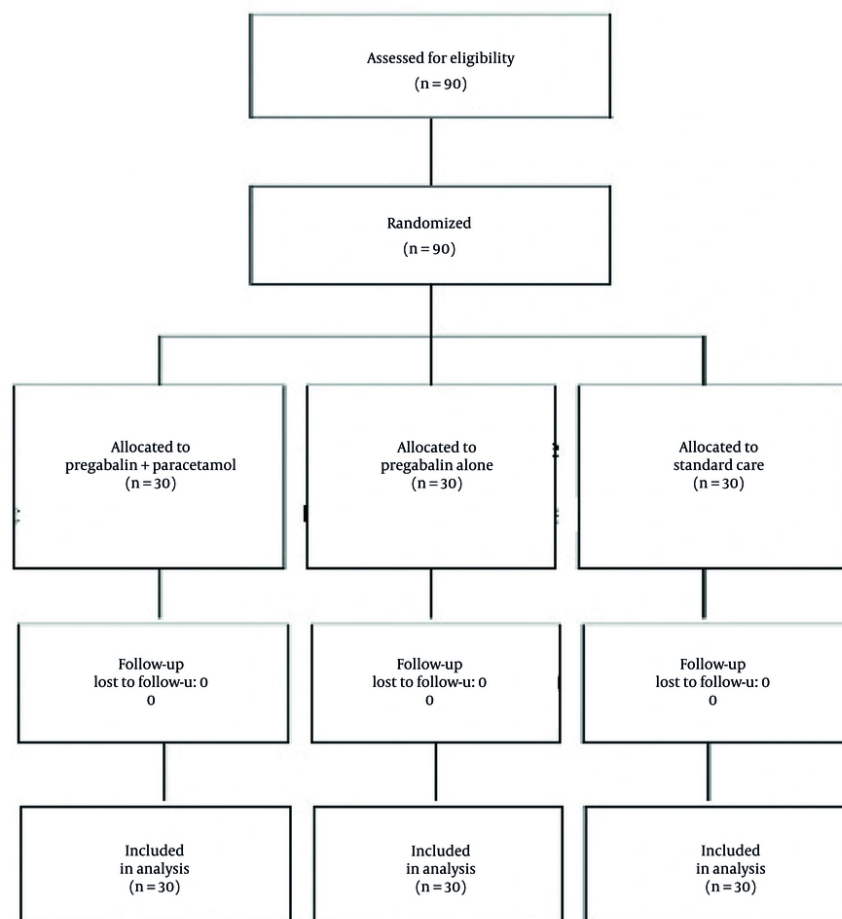 Assessed for eligibility
(n = 90)
Randomized
(n = 90)
Allocated to
pregabalin + paracetamol
(n = 30)
Allocated to
pregabalin alone
(n = 30)
Allocated to
standard care
(n = 30)
Follow-up
lost to follow-u: 0
0
Follow-up
lost to follow-u: 0
0
Follow-up
lost to follow-u: 0
0
Included
in analysis
(n = 30)
Included
in analysis
(n = 30)
Included
in analysis
(n = 30)